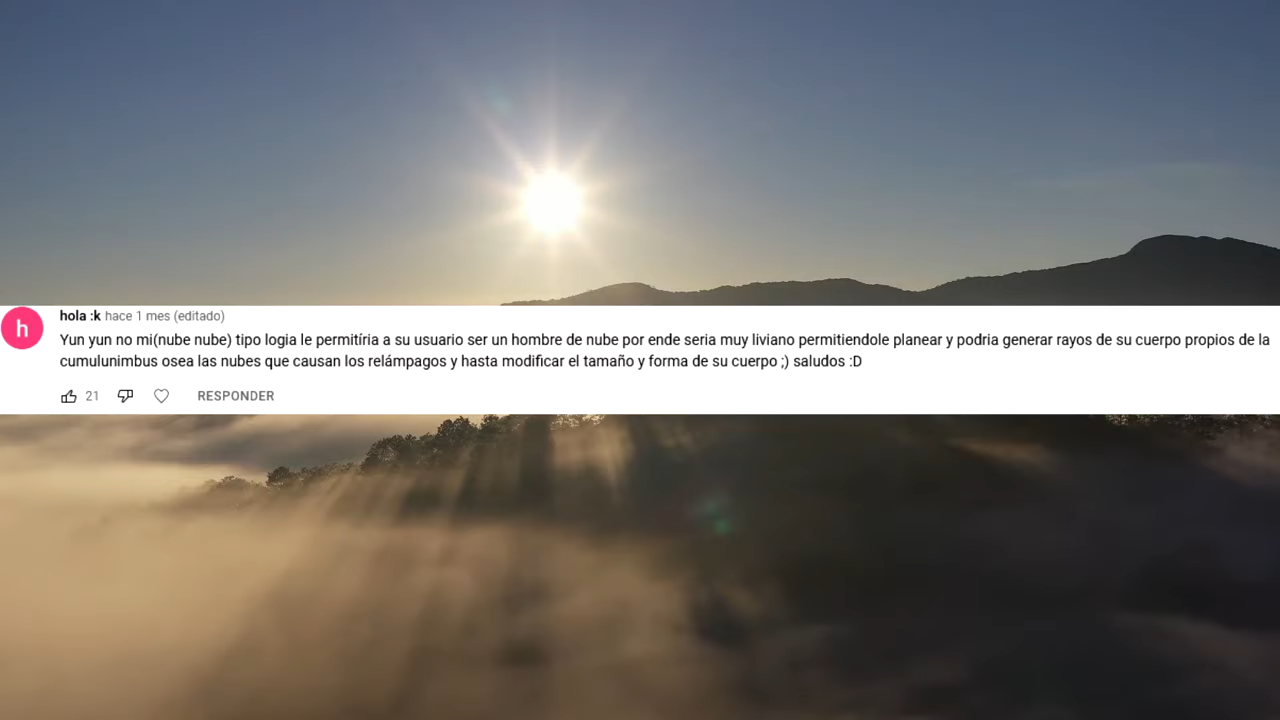 hola :k hace 1 mes (editado)
Yun yun no mi(nube nube) tipo logia le permitíria a su usuario ser un hombre de nube por ende seria muy liviano permitiendole planear y podria generar rayos de su cuerpo propios de la
cumulunimbus osea las nubes que causan los relámpagos y hasta modificar el tamaño y forma de su cuerpo ;) saludos :D
21 RESPONDER